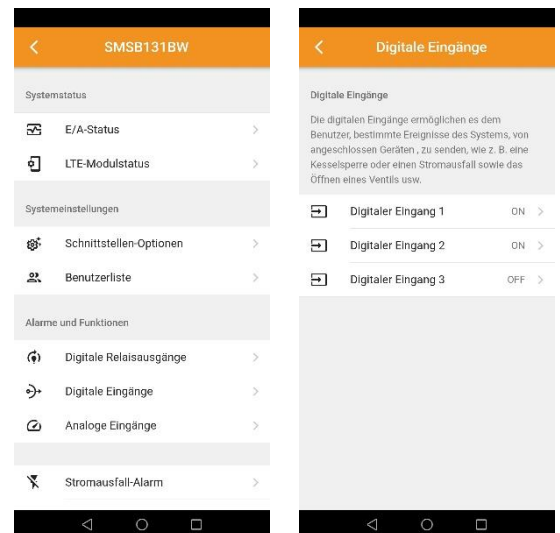 SMSB131BW
Systemstatus
E/A-Status
LTE-Modulstatus
Systemeinstellungen
Schnittstellen-Optionen
Benutzerliste
Alarme und Funktionen
Digitale Relaisausgänge
Digitale Eingänge
Analoge Eingänge
Stromausfall-Alarm
Digitale Eingänge
Digitale Eingänge
Die digitalen Eingänge ermöglichen es dem
Benutzer, bestimmte Ereignisse des Systems, von
angeschlossen Geräten , zu senden, wie z. B. eine
Kesselsperre oder einen Stromausfall sowie das
Öffnen eines Ventils usw.
Digitaler Eingang 1 ON
Digitaler Eingang 2 ON
Digitaler Eingang 3 OFF